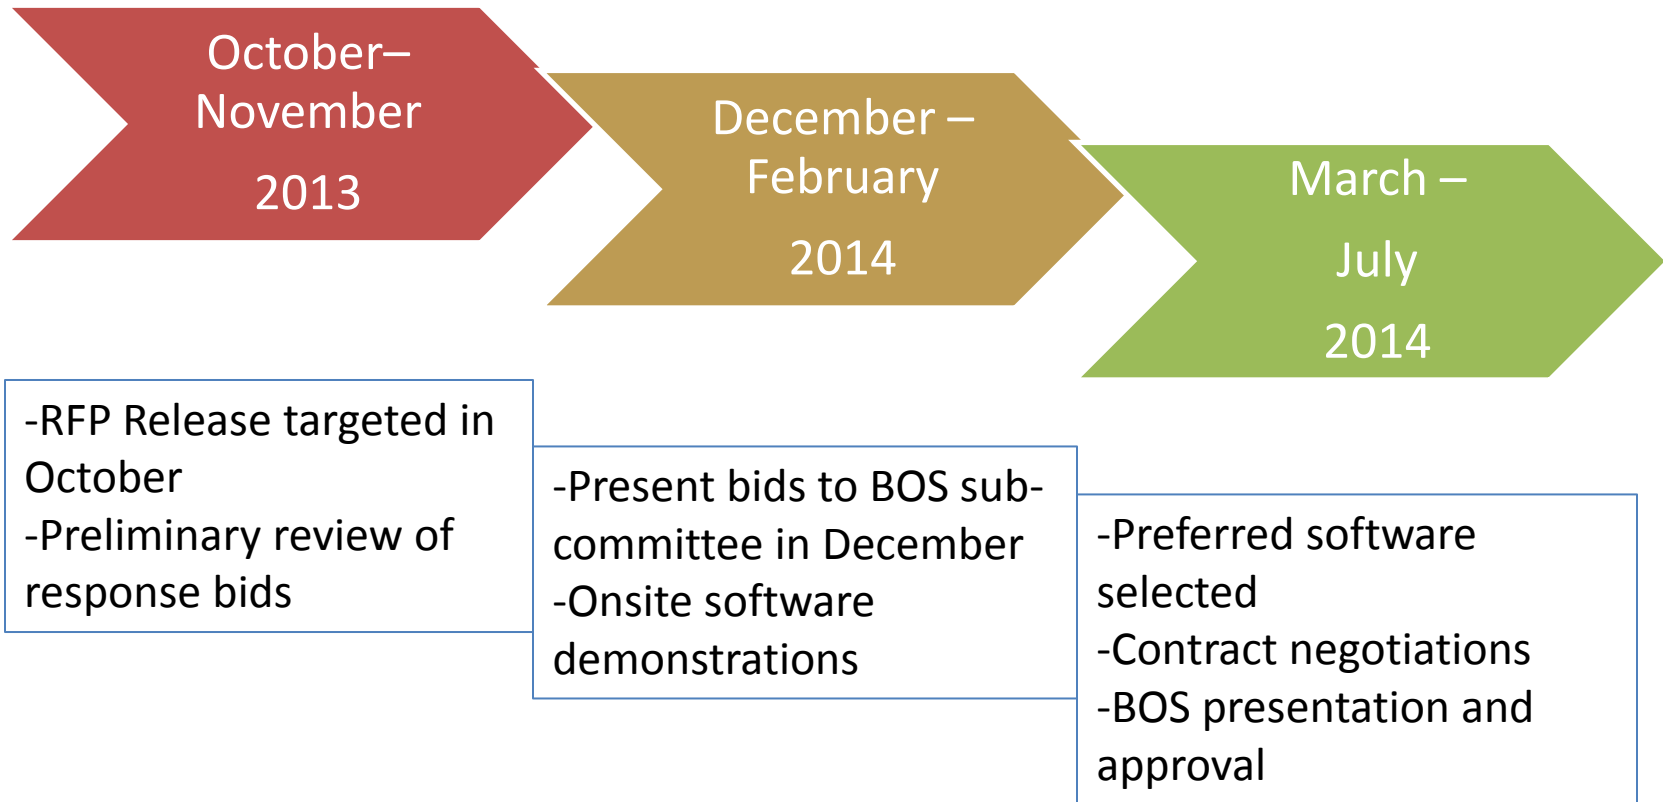 October–
November
2013
December –
February
2014
March –
July
2014
-RFP Release targeted in
October
-Preliminary review of
response bids
-Present bids to BOS sub-
committee in December
-Onsite software
demonstrations
-Preferred software
selected
-Contract negotiations
-BOS presentation and
approval